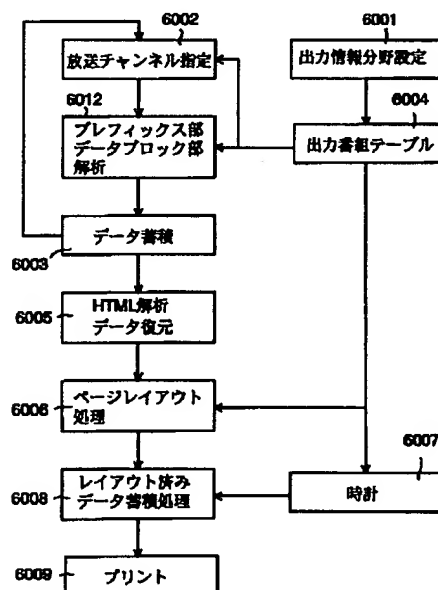 6002
6001
放送チャンネル指定
出力情報分野設定
6012
6004
プレフィックス部
データブロック部
解析
出力番組テーブル
データ蓄積
6003
HTML解析
データ復元
6005
ページレイアウト
処理
6006
6007
レイアウト済み
データ蓄積処理
6008
時計
プリント
6009